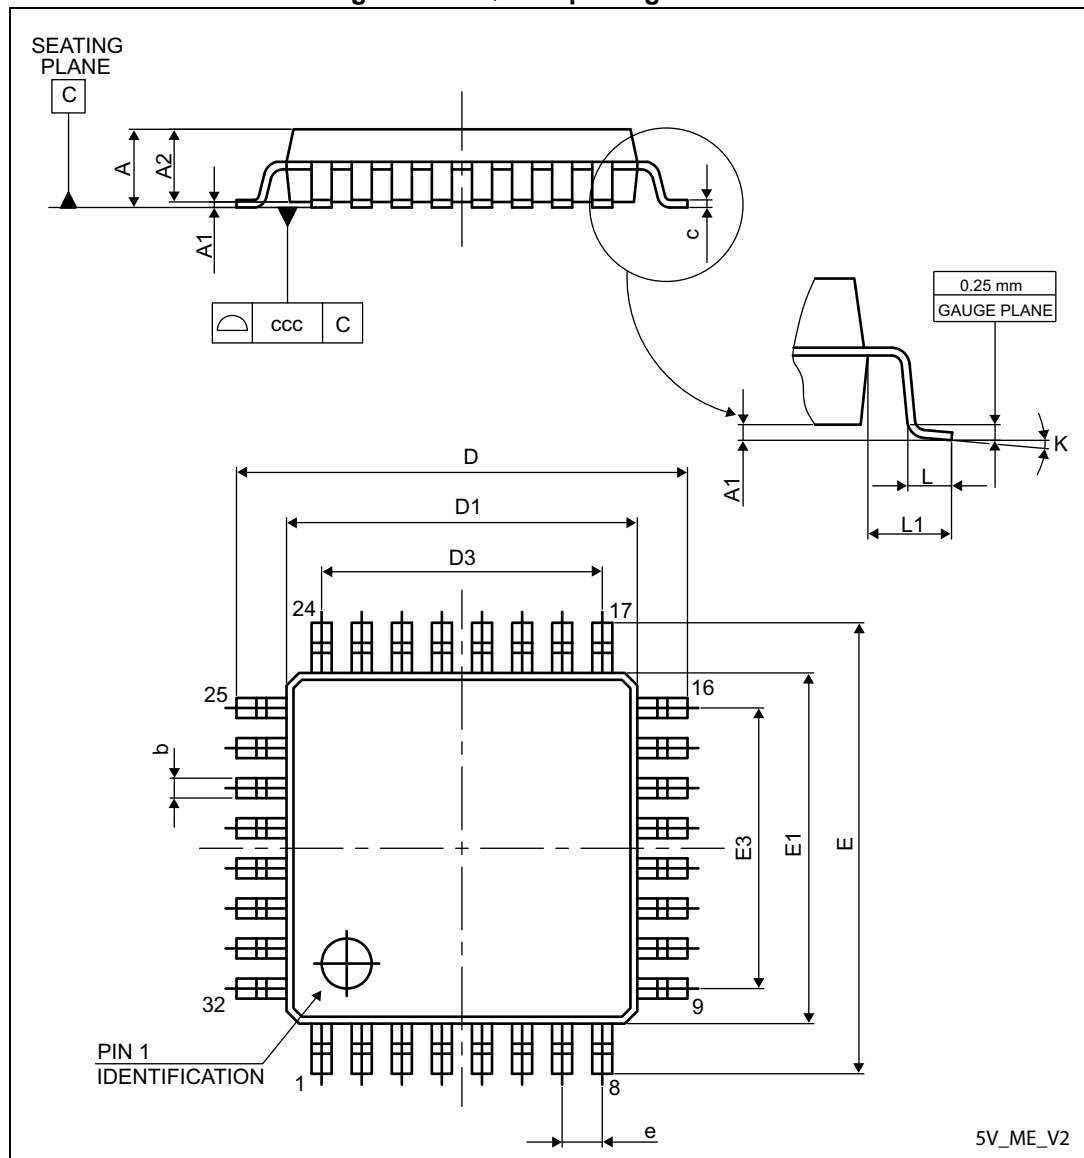 SEATING
PLANE
C
A
A2
A1
c
ccc
C
0.25 mm
GAUGE PLANE
K
A1
L
L1
D
D1
D3
24
17
25
16
b
E3
E1
E
32
9
PIN 1
IDENTIFICATION
1
8
e
5V_ME_V2